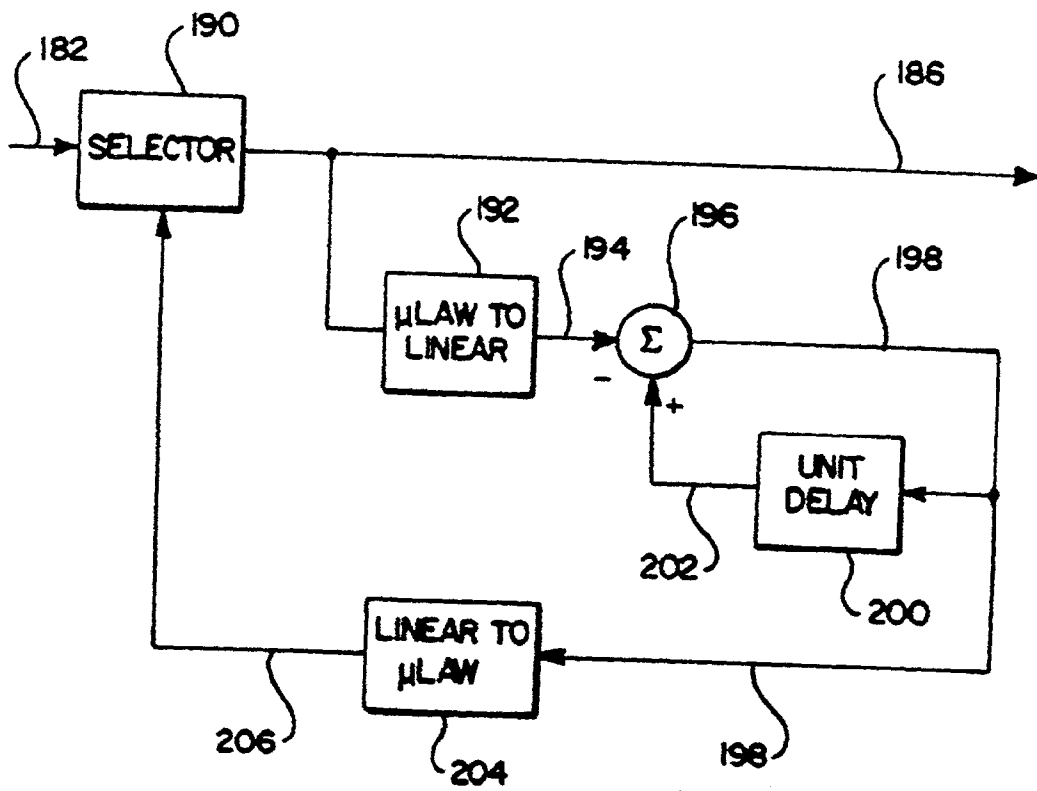 190
182
186
SELECTOR
192
196
194
198
μLAW TO
LINEAR
Σ
-
+
UNIT
DELAY
202
200
LINEAR TO
μLAW
206
204
198